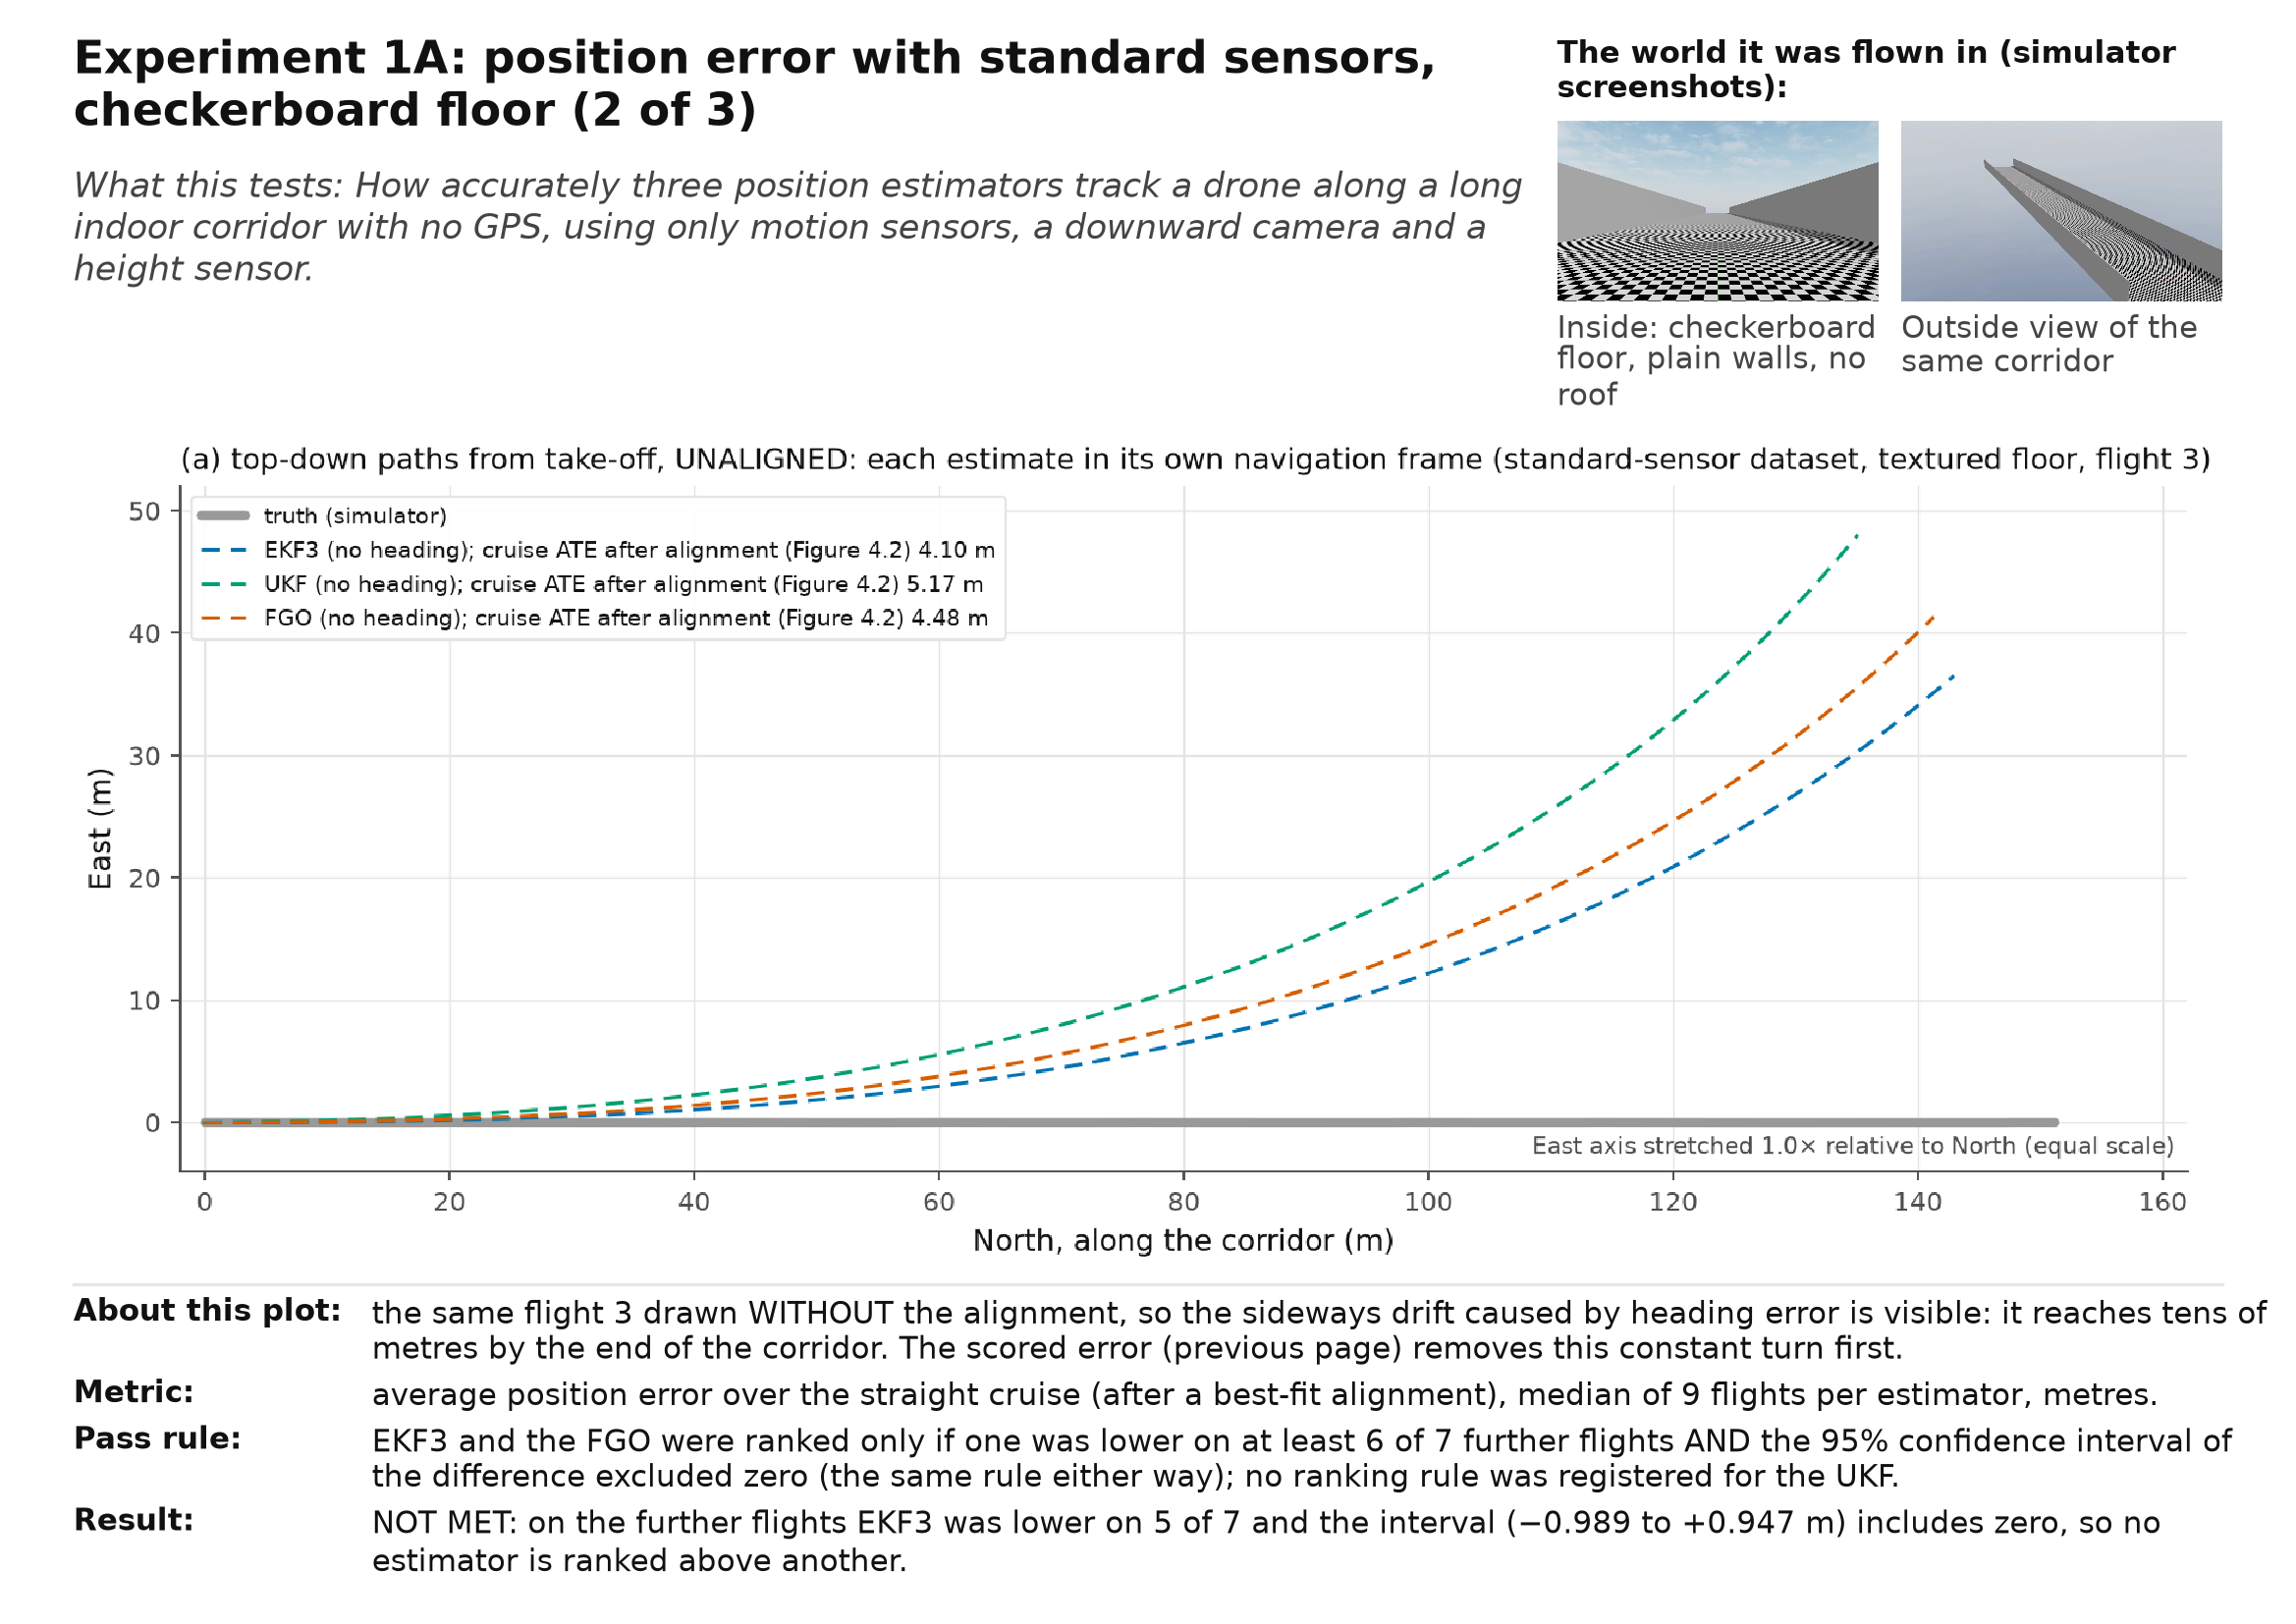 Experiment 1A: position error with standard sensors,
checkerboard floor (2 of 3)
What this tests: How accurately three position estimators track a drone along a long
indoor corridor with no GPS, using only motion sensors, a downward camera and a
height sensor.
The world it was flown in (simulator
screenshots):
Inside: checkerboard
floor, plain walls, no
roof
Outside view of the
same corridor
(a) top-down paths from take-off, UNALIGNED: each estimate in its own navigation frame (standard-sensor dataset, textured floor, flight 3)
truth (simulator)
EKF3 (no heading); cruise ATE after alignment (Figure 4.2) 4.10 m
UKF (no heading); cruise ATE after alignment (Figure 4.2) 5.17 m
FGO (no heading); cruise ATE after alignment (Figure 4.2) 4.48 m
50
40
30
20
10
0
East (m)
East axis stretched 1.0× relative to North (equal scale)
0 20 40 60 80 100 120 140 160
North, along the corridor (m)
About this plot: the same flight 3 drawn WITHOUT the alignment, so the sideways drift caused by heading error is visible: it reaches tens of
metres by the end of the corridor. The scored error (previous page) removes this constant turn first.
Metric: average position error over the straight cruise (after a best-fit alignment), median of 9 flights per estimator, metres.
Pass rule: EKF3 and the FGO were ranked only if one was lower on at least 6 of 7 further flights AND the 95% confidence interval of
the difference excluded zero (the same rule either way); no ranking rule was registered for the UKF.
Result: NOT MET: on the further flights EKF3 was lower on 5 of 7 and the interval (−0.989 to +0.947 m) includes zero, so no
estimator is ranked above another.